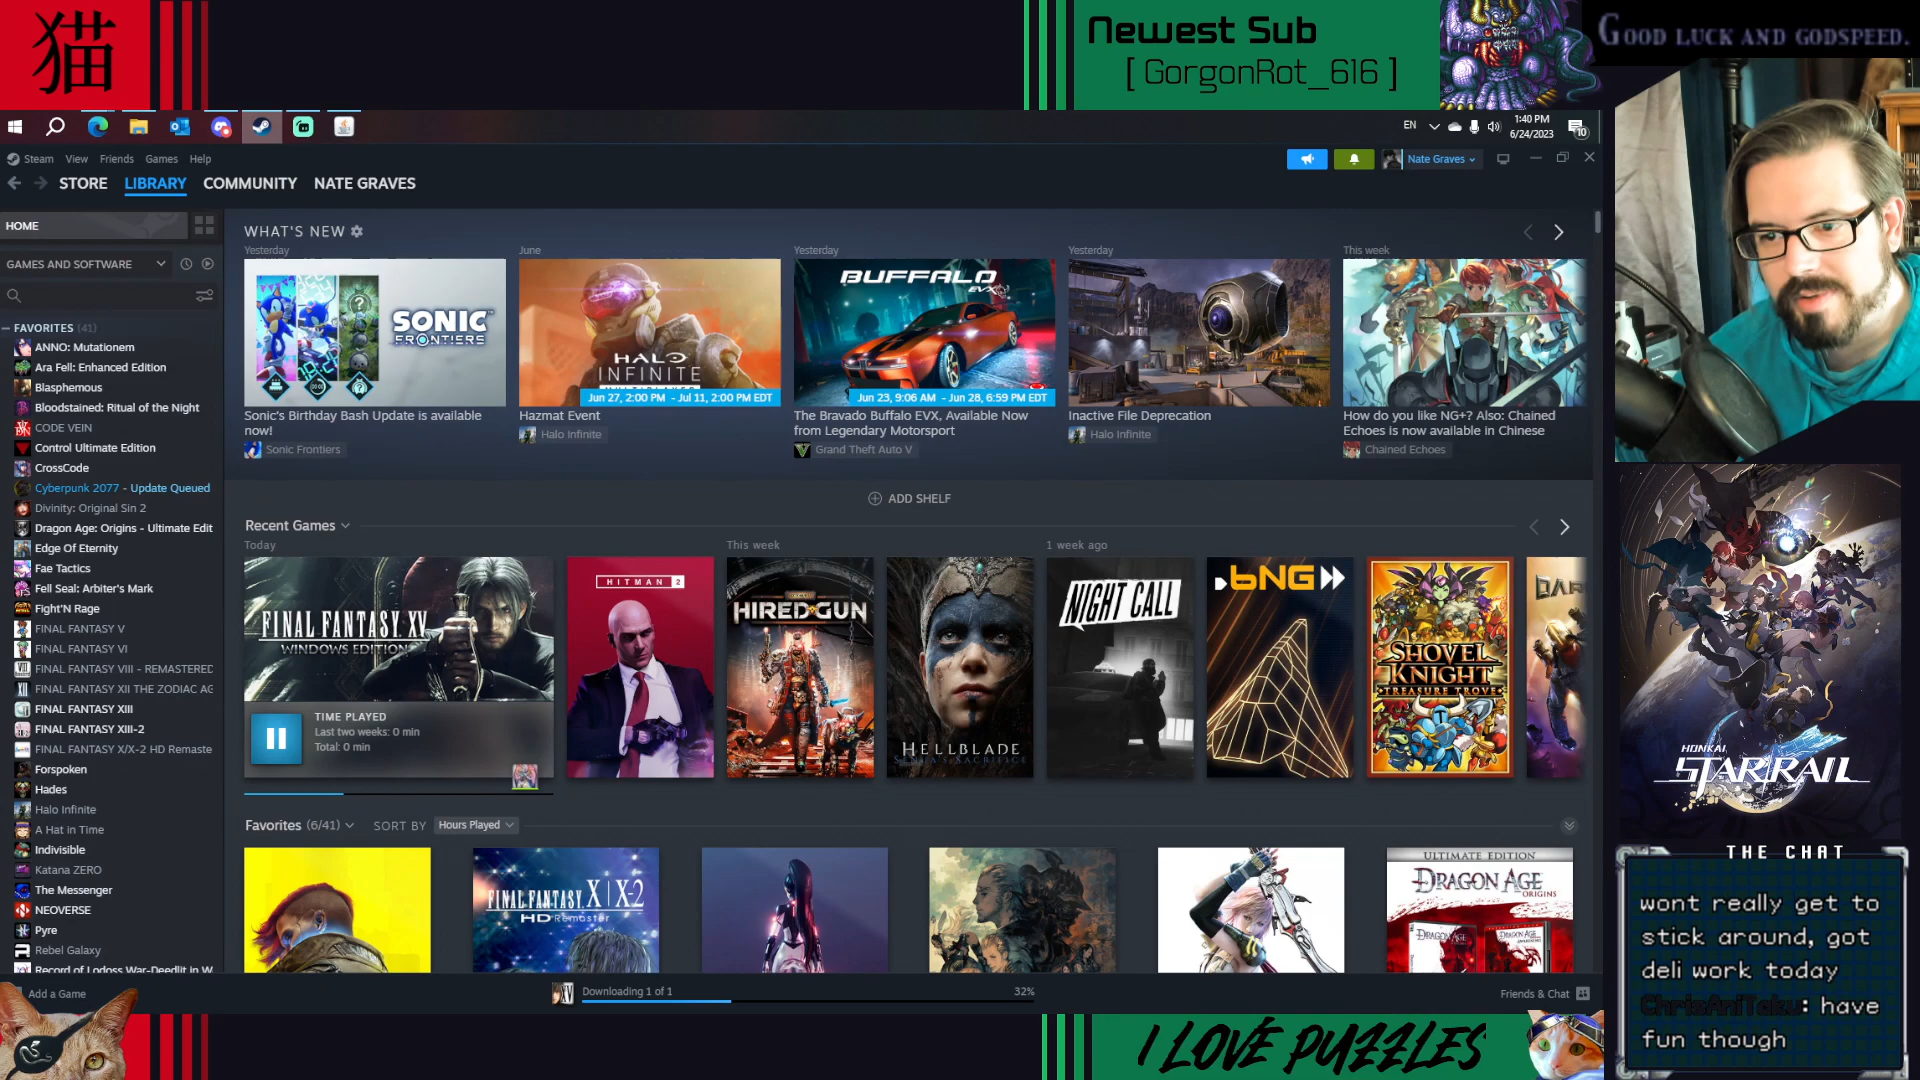 猫
Newest Sub
[ GorgonRot_616 ]
GOOD LUCK AND GODSPEED.
EN
1:40 PM
6/24/2023
10
Steam View Friends Games Help
Nate Graves
STORE LIBRARY COMMUNITY NATE GRAVES
HOME
GAMES AND SOFTWARE
FAVORITES (41)
ANNO: Mutationem
Ara Fell: Enhanced Edition
Blasphemous
Bloodstained: Ritual of the Night
CODE VEIN
Control Ultimate Edition
CrossCode
Cyberpunk 2077 - Update Queued
Divinity: Original Sin 2
Dragon Age: Origins - Ultimate Edit
Edge Of Eternity
Fae Tactics
Fell Seal: Arbiter's Mark
Fight'N Rage
FINAL FANTASY V
FINAL FANTASY VI
FINAL FANTASY VIII - REMASTERED
FINAL FANTASY XII THE ZODIAC AG
FINAL FANTASY XIII
FINAL FANTASY XIII-2
FINAL FANTASY X/X-2 HD Remaste
Forspoken
Hades
Halo Infinite
A Hat in Time
Indivisible
Katana ZERO
The Messenger
NEOVERSE
Pyre
Rebel Galaxy
Record of Lodoss War-Deedlit in W
Add a Game
WHAT'S NEW
Yesterday
SONIC
FRONTIERS
Sonic's Birthday Bash Update is available
now!
Sonic Frontiers
June
HALO
INFINITE
Jun 27, 2:00 PM - Jul 11, 2:00 PM EDT
Hazmat Event
Halo Infinite
Yesterday
BUFFALO
EVX
Jun 23, 9:06 AM - Jun 28, 6:59 PM EDT
The Bravado Buffalo EVX, Available Now
from Legendary Motorsport
Grand Theft Auto V
Yesterday
Inactive File Deprecation
Halo Infinite
This week
How do you like NG+? Also: Chained
Echoes is now available in Chinese
Chained Echoes
ADD SHELF
Recent Games
Today
FINAL FANTASY XV
WINDOWS EDITION
TIME PLAYED
Last two weeks: 0 min
Total: 0 min
HITMAN 2
This week
HIRED GUN
HELLBLADE
SENUA'S SACRIFICE
1 week ago
NIGHT CALL
bNG
SHOVEL
KNIGHT
TREASURE TROVE
DAR
Favorites (6/41)
SORT BY Hours Played
FINAL FANTASY X|X-2
HD Remaster
ULTIMATE EDITION
DRAGON AGE
ORIGINS
Downloading 1 of 1
32%
Friends & Chat
HONKAI
STAR RAIL
THE CHAT
wont really get to
stick around, got
deli work today
ChrisAniTaku: have
fun though
I LOVE PUZZLES